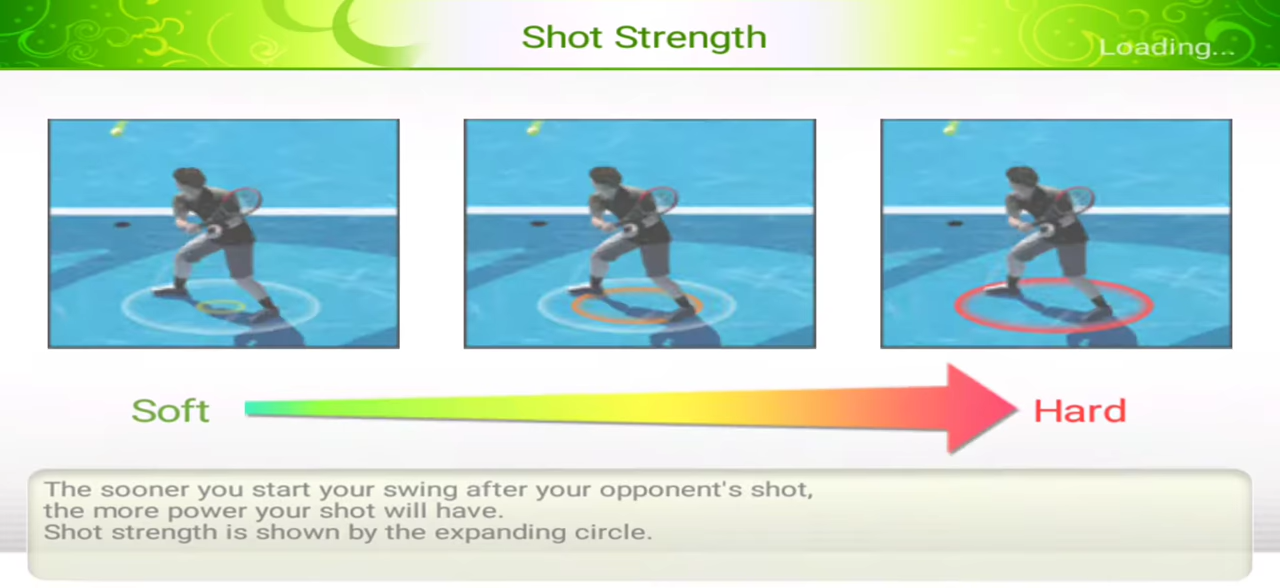 Shot Strength
Loading...
Soft
Hard
The sooner you start your swing after your opponent's shot,
the more power your shot will have.
Shot strength is shown by the expanding circle.